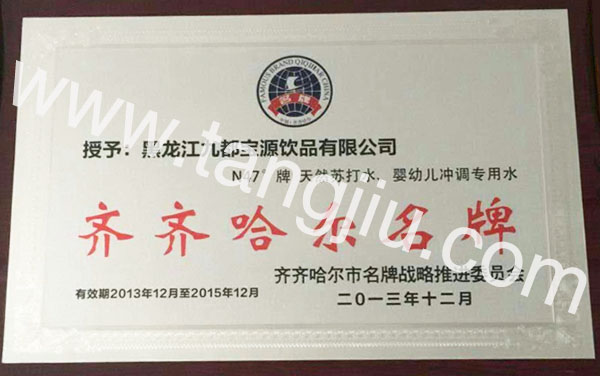 FAMOUS BRAND QIQIHAR CHINA
名牌
授予：黑龙江九都宝源饮品有限公司
N47°牌天然苏打水，婴幼儿冲调专用水
齐齐哈尔名牌
齐齐哈尔市名牌战略推进委员会
有效期2013年12月至2015年12月
二〇一三年十二月
www.tangjiu.com